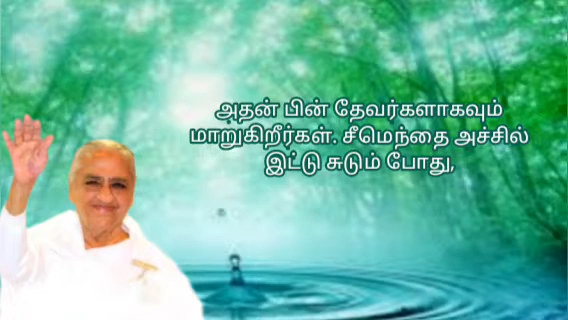 அதன் பின் தேவர்களாகவும்
மாறுகிறீர்கள். சீமெந்தை அச்சில்
இட்டு சுடும் போது,